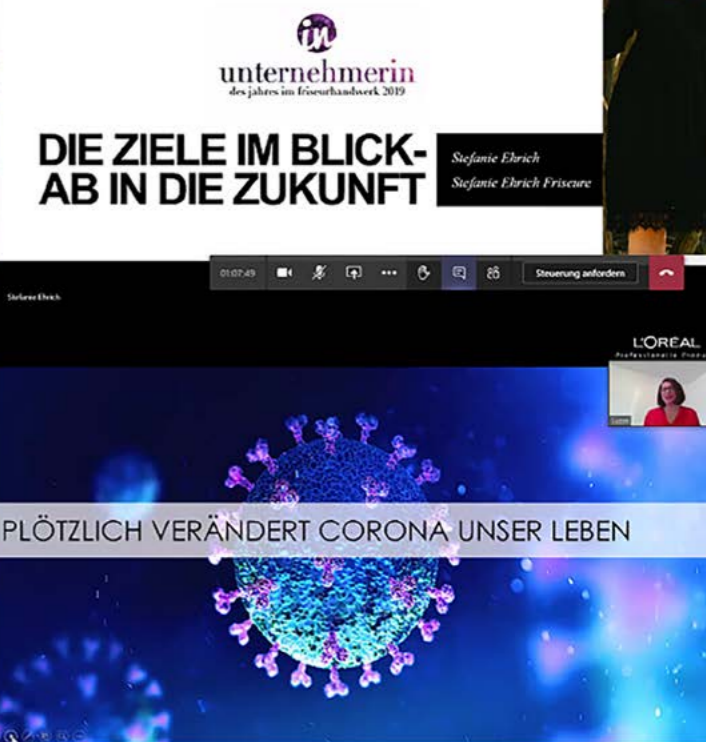 in
unternehmerin
des jahres im friseurhandwerk 2019
DIE ZIELE IM BLICK-
AB IN DIE ZUKUNFT
Stefanie Ehrich
Stefanie Ehrich Friseure
01:07:49
Steuerung anfordern
Stefanie Ehrich
L'ORÉAL
PLÖTZLICH VERÄNDERT CORONA UNSER LEBEN